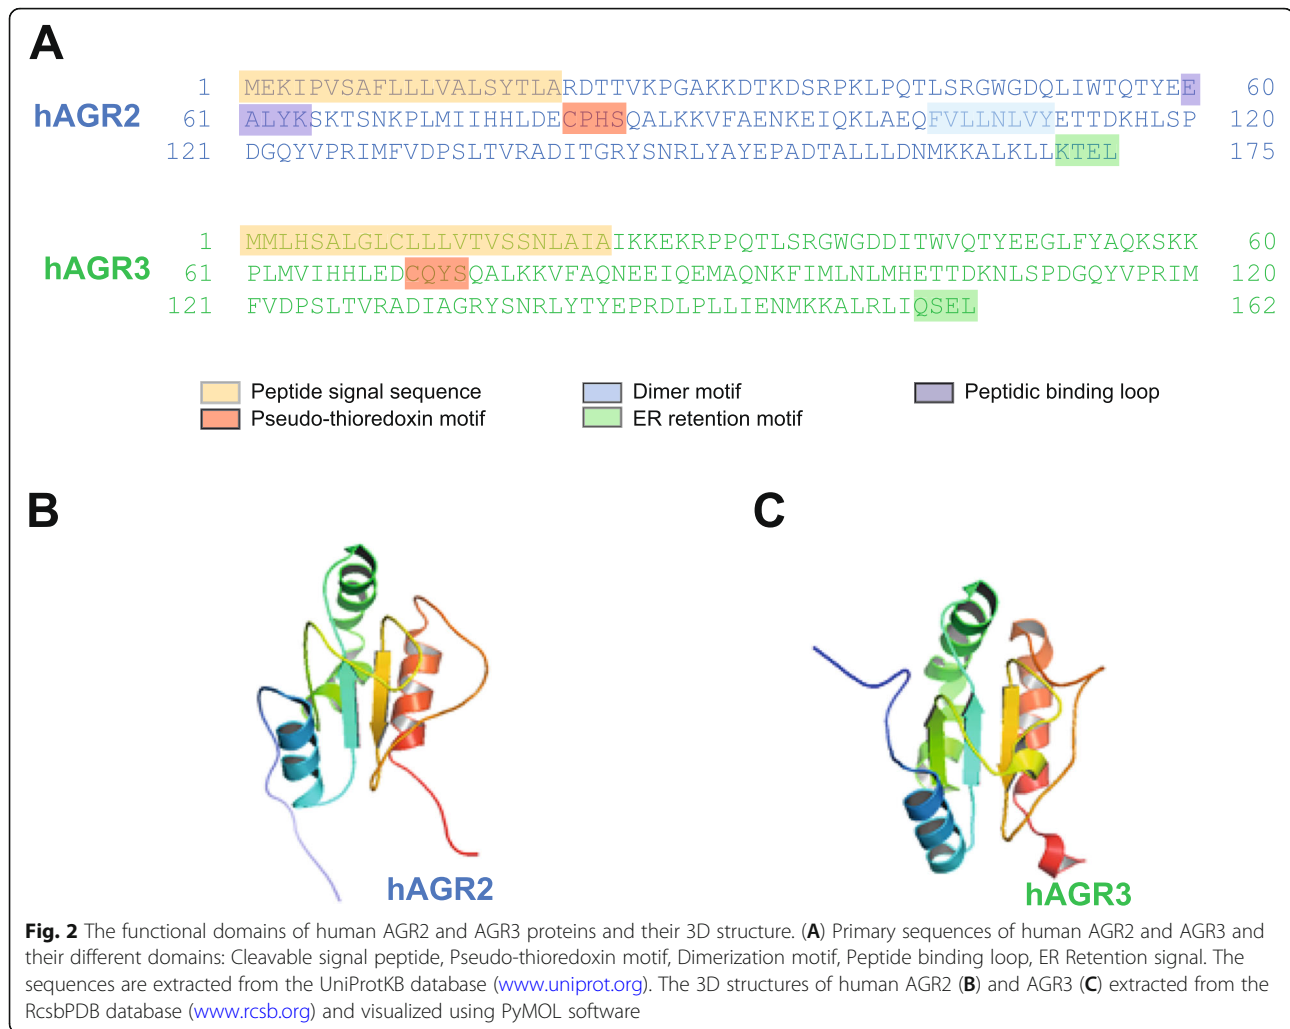 A
hAGR2
1 MEKIPVSAFLLLVALSYTLARDTTVKPGAKKDTKDSRPKLPQTLSRGWGDQLIWTQTYEE 60
61 ALYKSKTSNKPLMIIHHLDECPHSQALKKVFAENKEIQKLAEQFVLLNLVYETTDKHLSP 120
121 DGQYVPRIMFVDPSLTVRADITGRYSNRLYAYEPADTALLLDNMKKALKLLKTEL 175
hAGR3
1 MMLHSALGLCLLLVTVSSNLAIAIKKEKRPPQTLSRGWGDDITWVQTYEEGLFYAQKSKK 60
61 PLMVIHHLEDCQYSQALKKVFAQNEEIQEMAQNKFIMLNLMHETTDKNLSPDGQYVPRIM 120
121 FVDPSLTVRADIAGRYSNRLYTYEPRDLPLLIENMKKALRLIQSEL 162
Peptide signal sequence Dimer motif Peptidic binding loop
Pseudo-thioredoxin motif ER retention motif
B C
hAGR2 hAGR3
Fig. 2 The functional domains of human AGR2 and AGR3 proteins and their 3D structure. (A) Primary sequences of human AGR2 and AGR3 and
their different domains: Cleavable signal peptide, Pseudo-thioredoxin motif, Dimerization motif, Peptide binding loop, ER Retention signal. The
sequences are extracted from the UniProtKB database (www.uniprot.org). The 3D structures of human AGR2 (B) and AGR3 (C) extracted from the
RcsbPDB database (www.rcsb.org) and visualized using PyMOL software